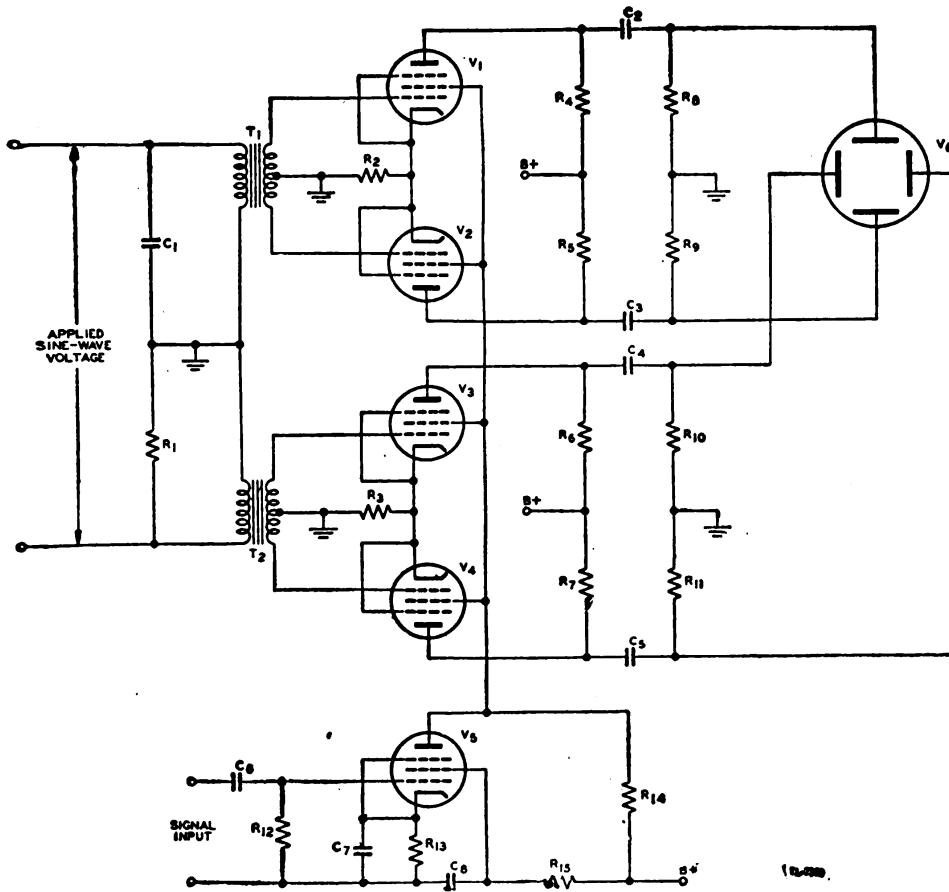 C2
V1
T1
R4
R8
R2
B+
V6
C1
V2
R5
R9
APPLIED
SINE-WAVE
VOLTAGE
C3
C4
V3
R1
R6
R10
R3
B+
T2
V4
R7
R11
C5
V5
C6
R14
SIGNAL
INPUT
R12
C7
R13
C8
R15
B+